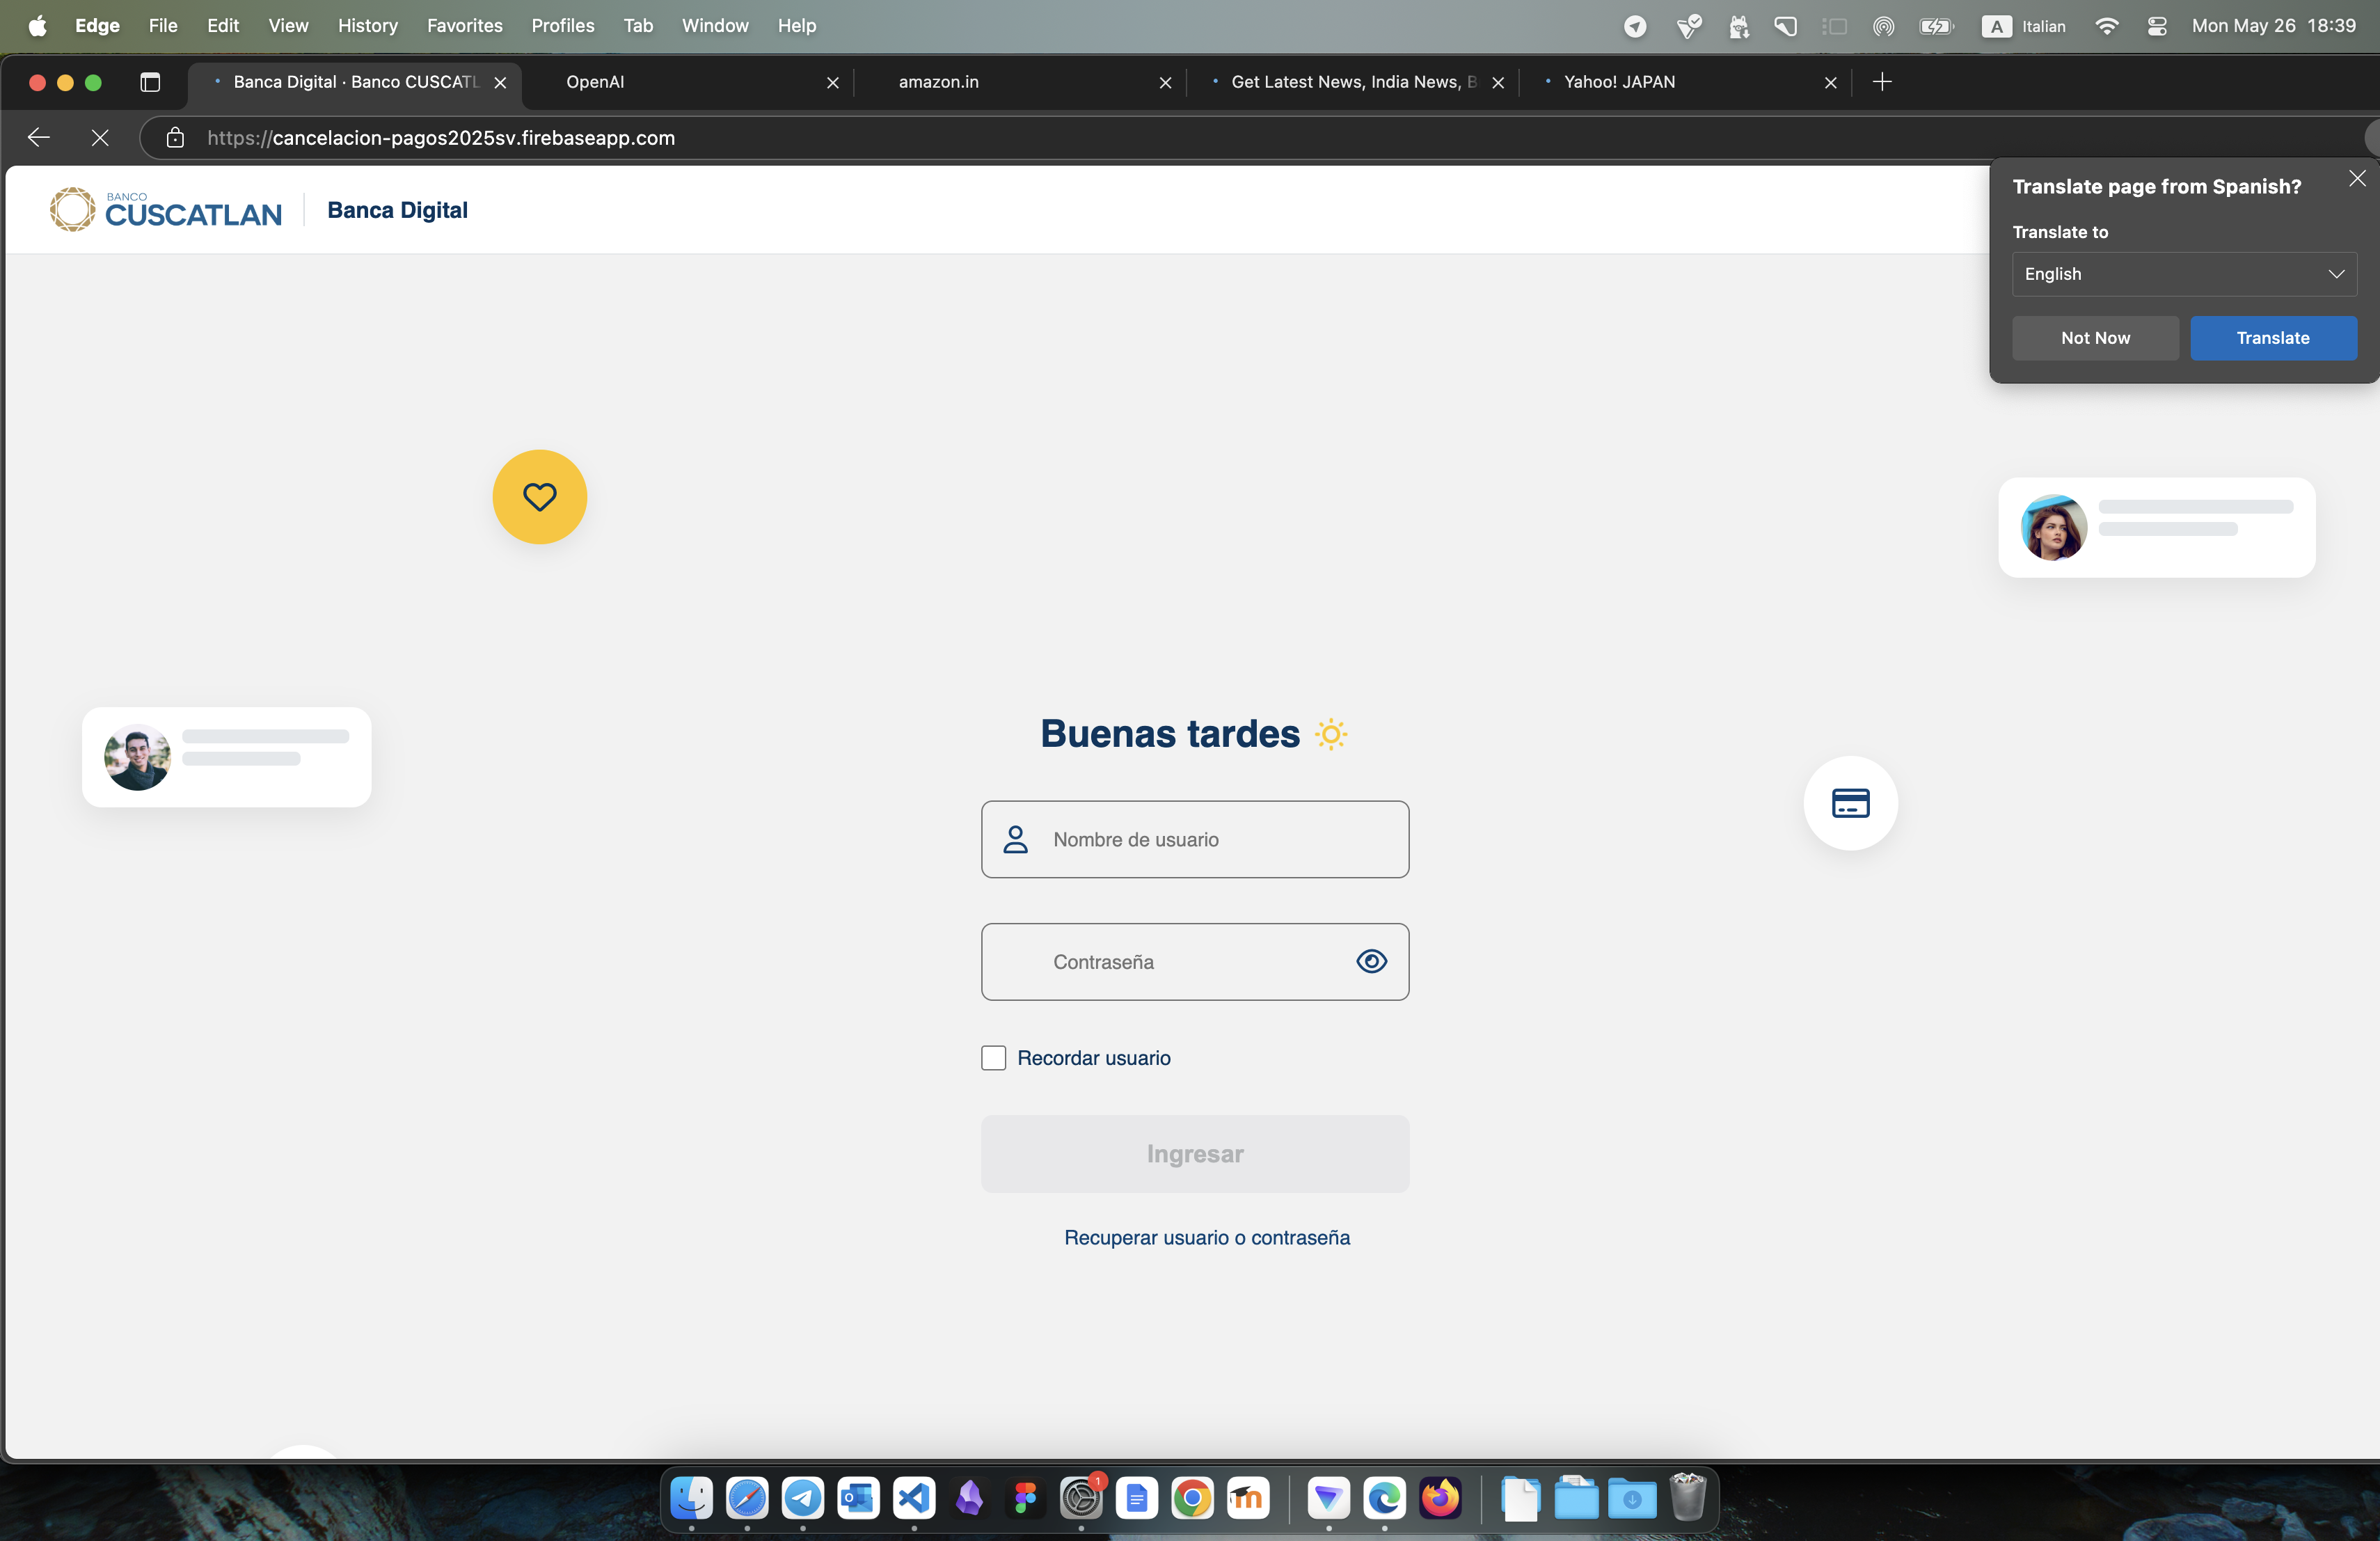 Edge File Edit View History Favorites Profiles Tab Window Help
A Italian Mon May 26 18:39
Banca Digital · Banco CUSCATL
OpenAI
amazon.in
Get Latest News, India News, B
Yahoo! JAPAN
https://cancelacion-pagos2025sv.firebaseapp.com
BANCO
CUSCATLAN
Banca Digital
Translate page from Spanish?
Translate to
English
Not Now
Translate
Buenas tardes
Nombre de usuario
Contraseña
Recordar usuario
Ingresar
Recuperar usuario o contraseña
1